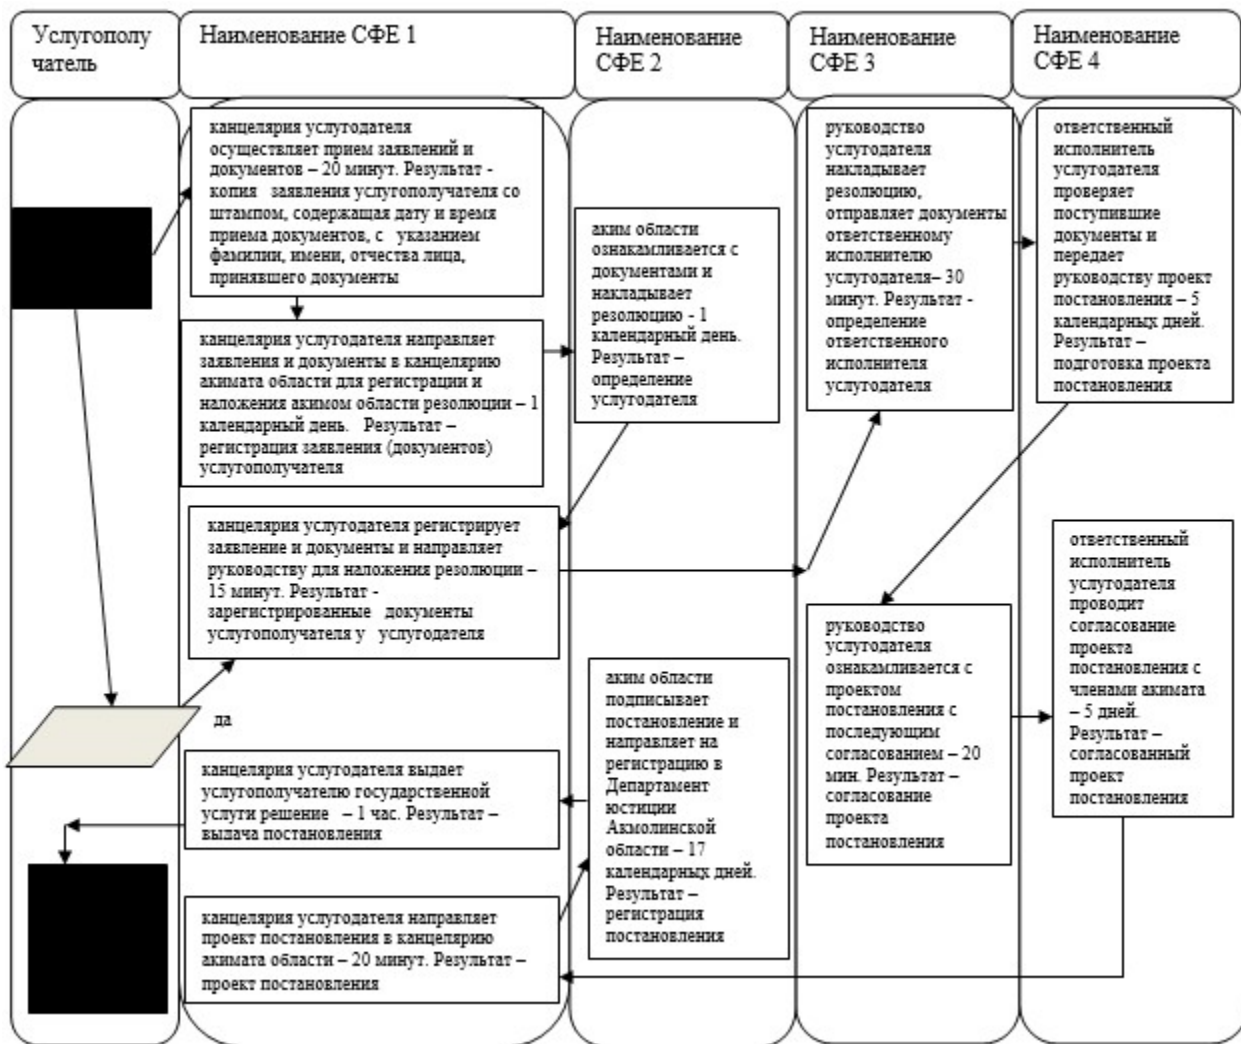 Услугополу
чатель
Наименование СФЕ 1
Наименование
СФЕ 2
Наименование
СФЕ 3
Наименование
СФЕ 4
канцелярия услугодателя
осуществляет прием заявлений и
документов – 20 минут. Результат -
копия заявления услугополучателя со
штампом, содержащая дату и время
приема документов, с указанием
фамилии, имени, отчества лица,
принявшего документы
канцелярия услугодателя направляет
заявления и документы в канцелярию
акимата области для регистрации и
наложения акимом области резолюции – 1
календарный день. Результат –
регистрация заявления (документов)
услугополучателя
аким области
ознакамливается с
документами и
накладывает
резолюцию - 1
календарный день.
Результат –
определение
услугодателя
руководство
услугодателя
накладывает
резолюцию,
отправляет документы
ответственному
исполнителю
услугодателя– 30
минут. Результат -
определение
ответственного
исполнителя
услугодателя
ответственный
исполнитель
услугодателя
проверяет
поступившие
документы и
передает
руководству проект
постановления – 5
календарных дней.
Результат –
подготовка проекта
постановления
канцелярия услугодателя регистрирует
заявление и документы и направляет
руководству для наложения резолюции –
15 минут. Результат -
зарегистрированные документы
услугополучателя у услугодателя
да
канцелярия услугодателя выдает
услугополучателю государственной
услуги решение – 1 час. Результат –
выдача постановления
канцелярия услугодателя направляет
проект постановления в канцелярию
акимата области – 20 минут. Результат –
проект постановления
аким области
подписывает
постановление и
направляет на
регистрацию в
Департамент
юстиции
Акмолинской
области – 17
календарных дней.
Результат –
регистрация
постановления
руководство
услугодателя
ознакамливается с
проектом
постановления с
последующим
согласованием – 20
мин. Результат –
согласование
проекта
постановления
ответственный
исполнитель
услугодателя
проводит
согласование
проекта
постановления с
членами акимата
– 5 дней.
Результат –
согласованный
проект
постановления